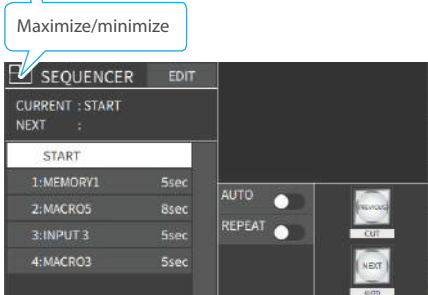 Maximize/minimize
SEQUENCER EDIT
CURRENT : START
NEXT :
START
1:MEMORY1 5sec
2:MACRO5 8sec
3:INPUT 3 5sec
4:MACRO3 5sec
AUTO
REPEAT
PREVIOUS
CUT
NEXT
AUTO